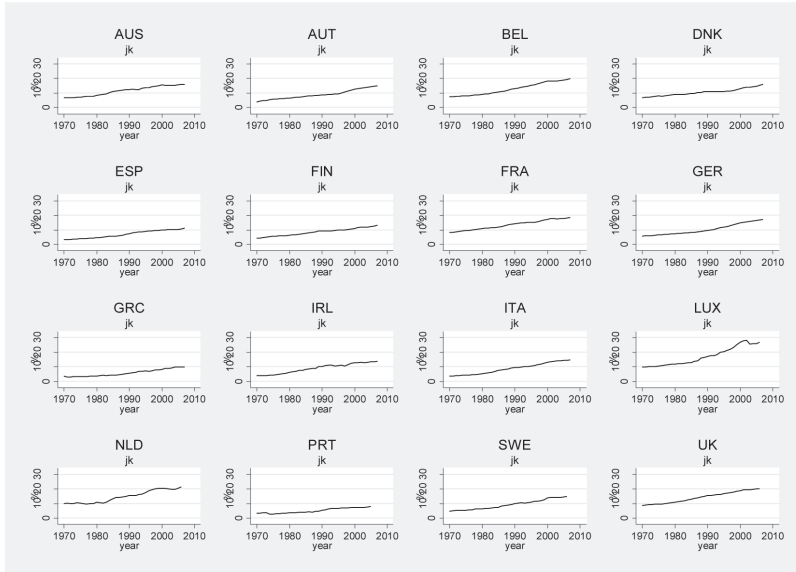 AUS AUT BEL DNK
jk jk jk jk
% % % %
0 10 20 30 0 10 20 30 0 10 20 30 0 10 20 30
1970 1980 1990 2000 2010 1970 1980 1990 2000 2010 1970 1980 1990 2000 2010 1970 1980 1990 2000 2010
year year year year
ESP FIN FRA GER
jk jk jk jk
% % % %
0 10 20 30 0 10 20 30 0 10 20 30 0 10 20 30
1970 1980 1990 2000 2010 1970 1980 1990 2000 2010 1970 1980 1990 2000 2010 1970 1980 1990 2000 2010
year year year year
GRC IRL ITA LUX
jk jk jk jk
% % % %
0 10 20 30 0 10 20 30 0 10 20 30 0 10 20 30
1970 1980 1990 2000 2010 1970 1980 1990 2000 2010 1970 1980 1990 2000 2010 1970 1980 1990 2000 2010
year year year year
NLD PRT SWE UK
jk jk jk jk
% % % %
0 10 20 30 0 10 20 30 0 10 20 30 0 10 20 30
1970 1980 1990 2000 2010 1970 1980 1990 2000 2010 1970 1980 1990 2000 2010 1970 1980 1990 2000 2010
year year year year